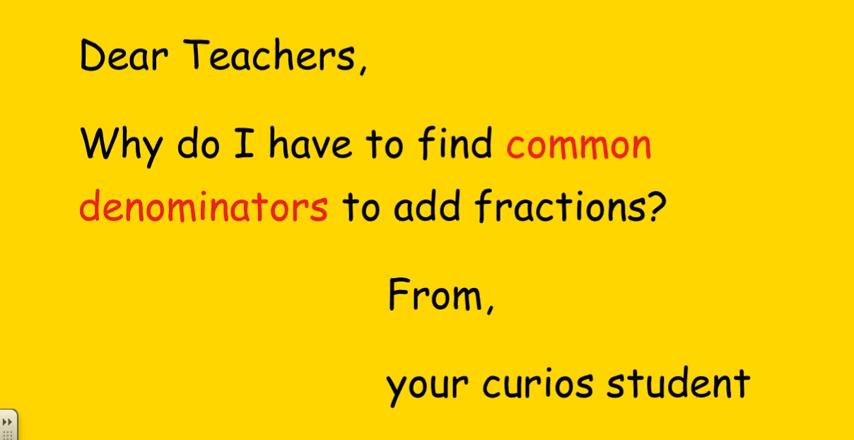 Dear Teachers,
Why do I have to find common
denominators to add fractions?
From,
your curios student